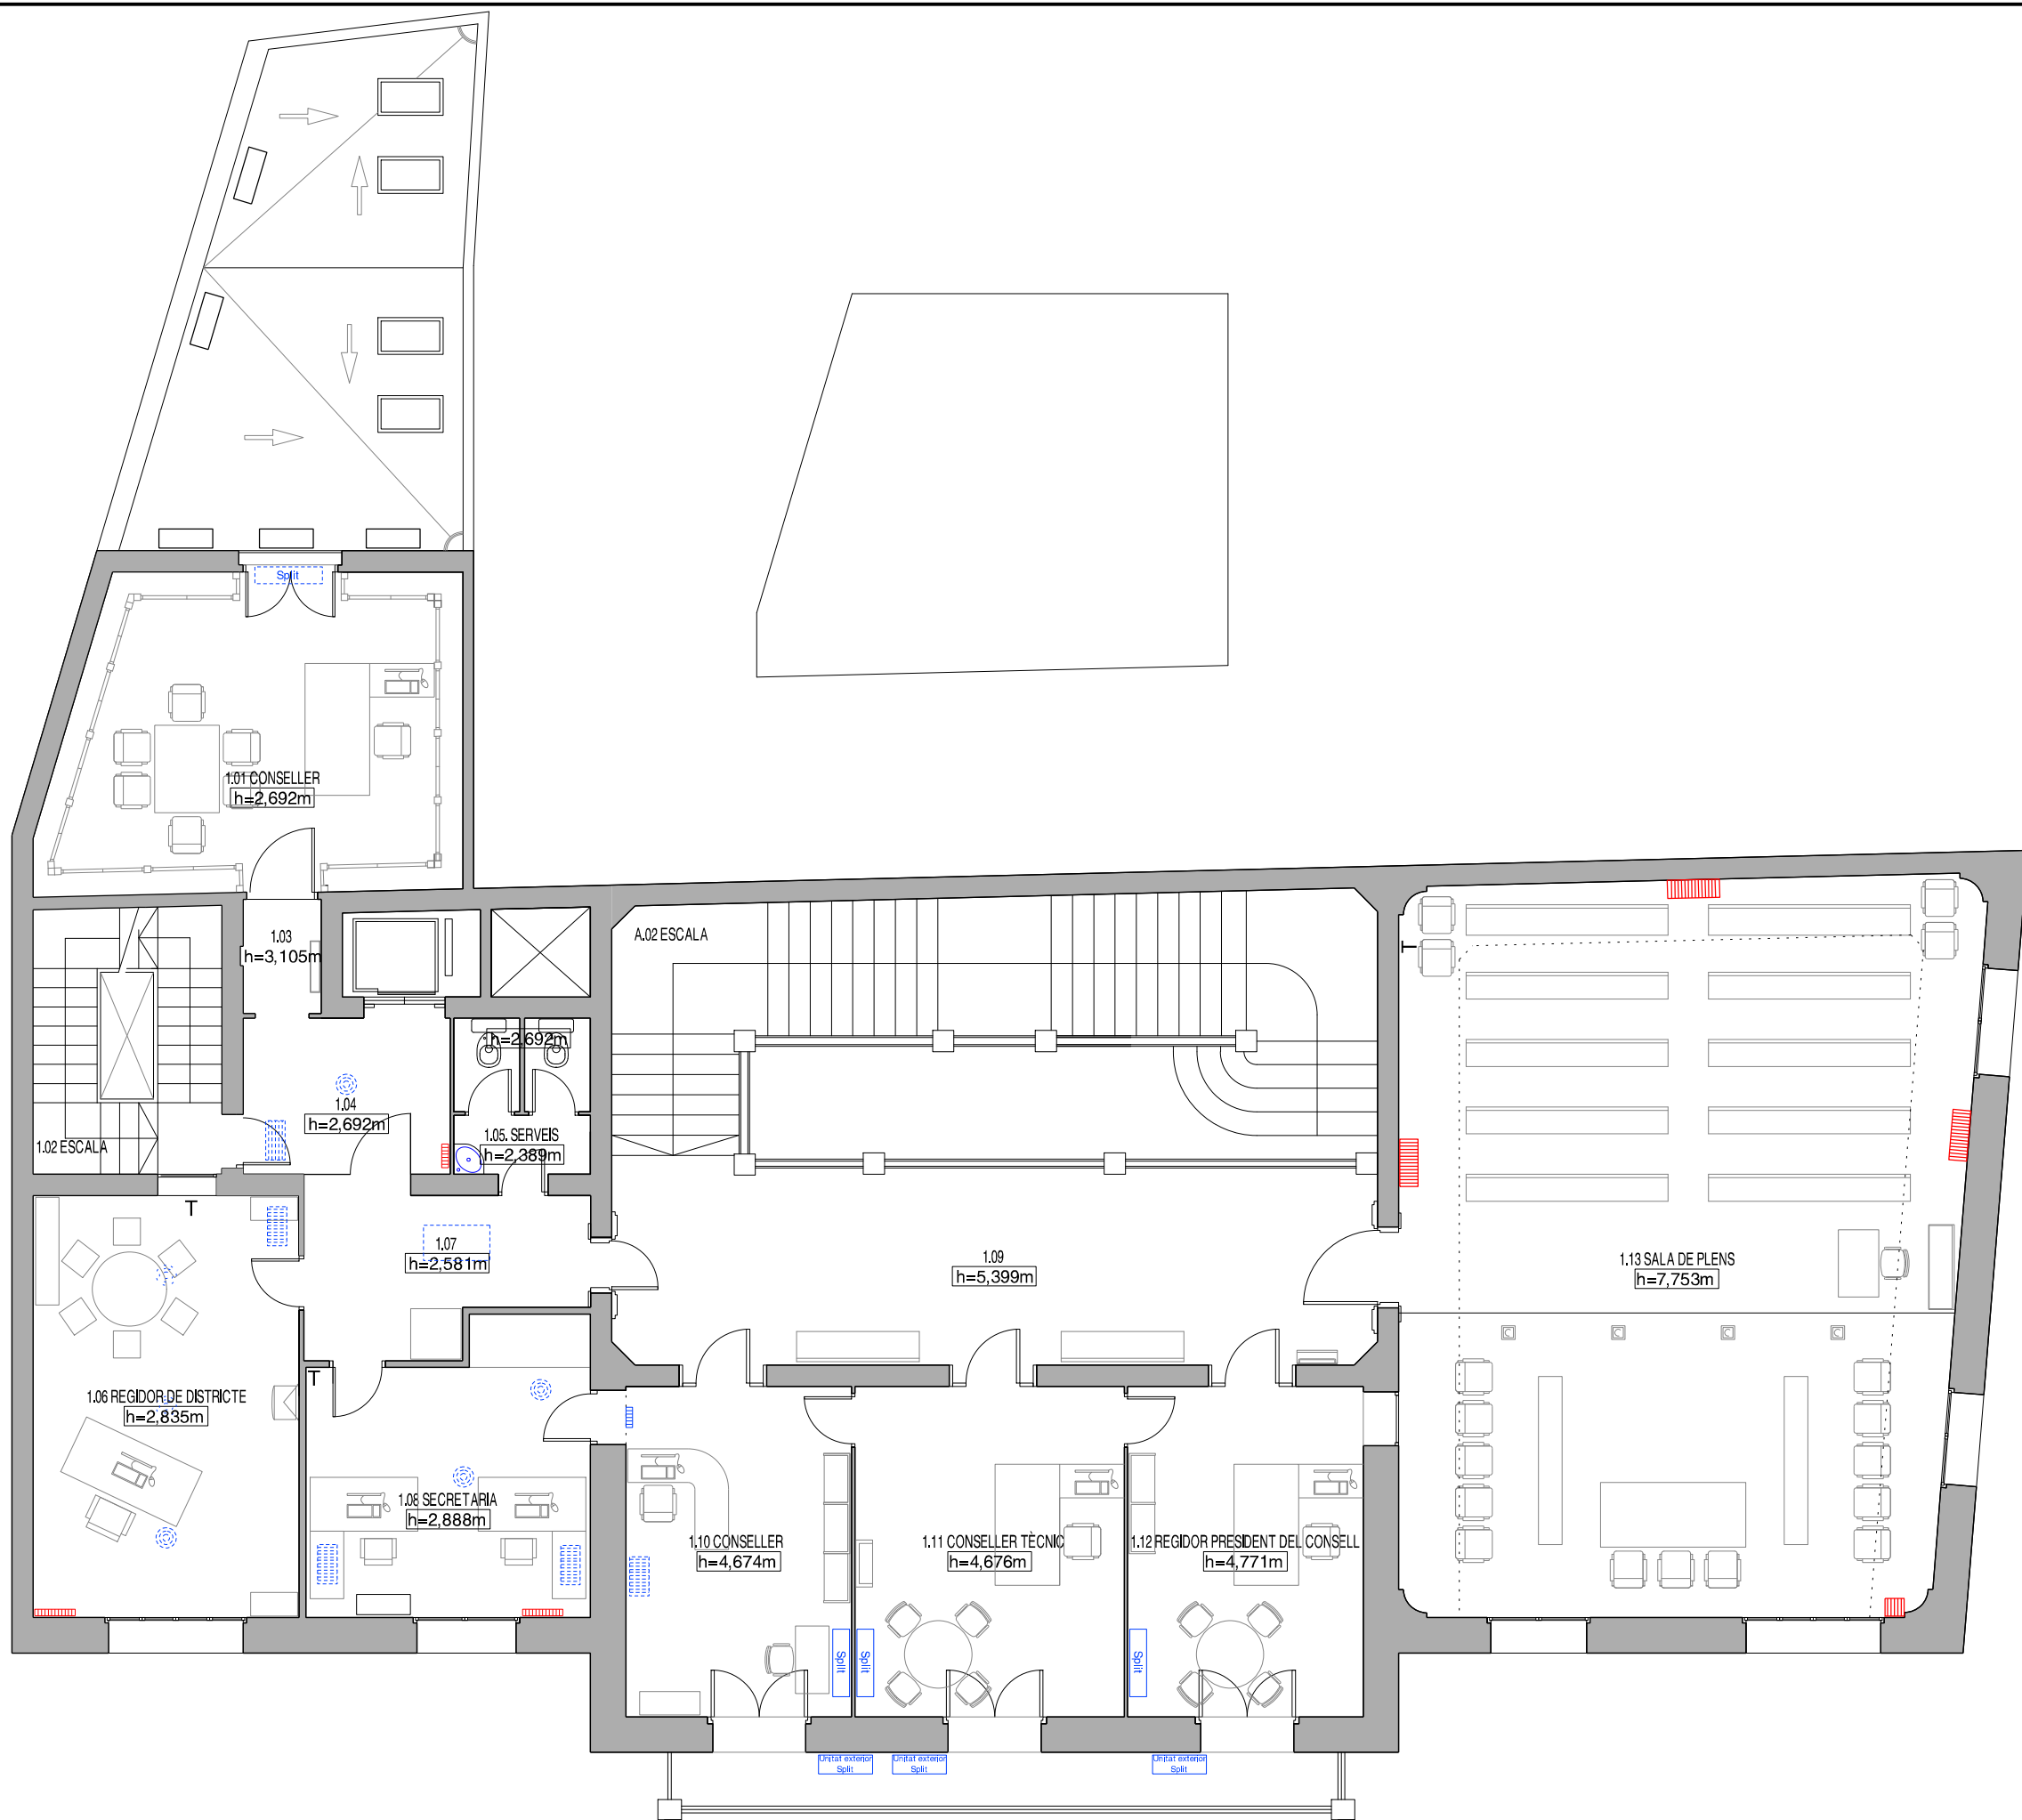 Split
1.01 CONSELLER
h=2,692m
1.03
h=3,105m
A.02 ESCALA
T
h=2,692m
1.04
h=2,692m
1.02 ESCALA
1.05. SERVEIS
h=2,389m
T
1.07
h=2,581m
1.09
h=5,399m
1.13 SALA DE PLENS
h=7,753m
T
1.06 REGIDOR DE DISTRICTE
h=2,835m
1.08 SECRETARIA
h=2,888m
1.10 CONSELLER
h=4,674m
1.11 CONSELLER TÈCNIC
h=4,676m
1.12 REGIDOR PRESIDENT DEL CONSELL
h=4,771m
Split
Split
Split
Unitat exterior
Split
Unitat exterior
Split
Unitat exterior
Split